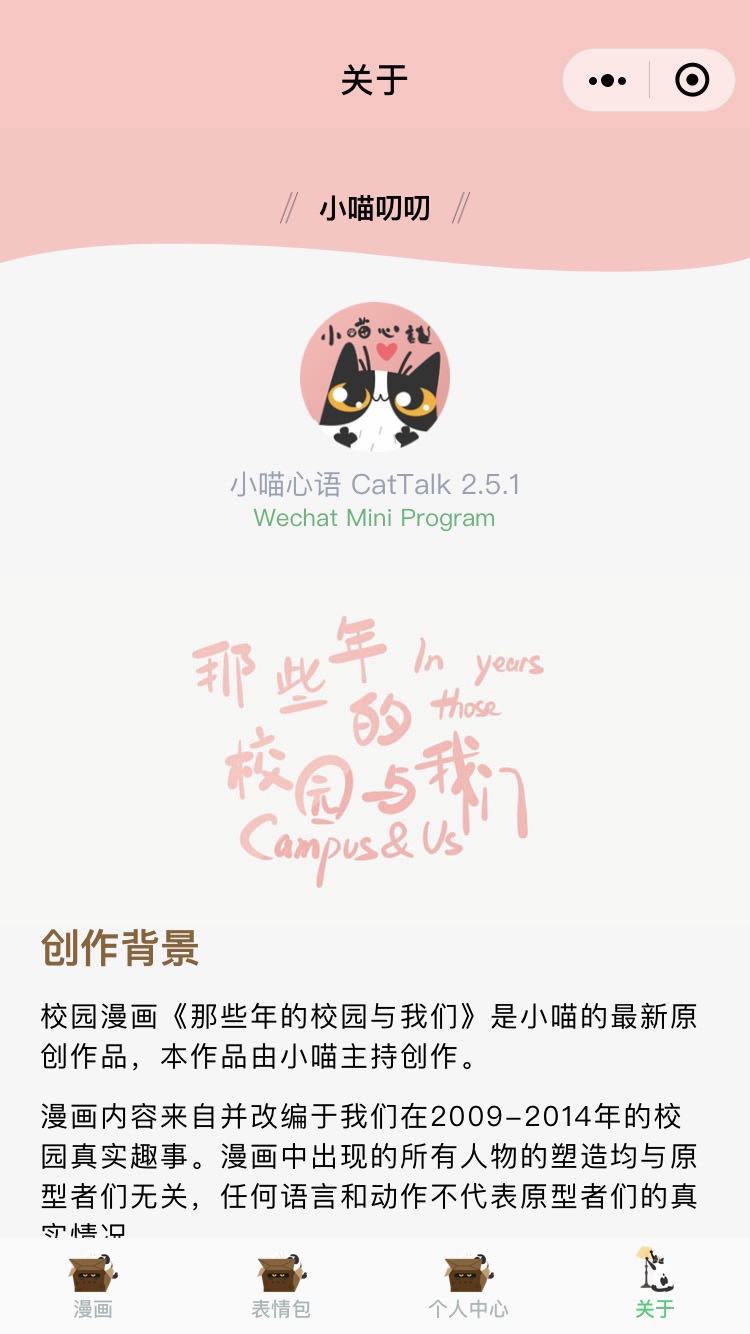 关于
小喵叨叨
小喵心语
小喵心语 CatTalk 2.5.1
Wechat Mini Program
那些年 In years
的 those
校园与我们
Campus & Us
创作背景
校园漫画《那些年的校园与我们》是小喵的最新原
创作品，本作品由小喵主持创作。
漫画内容来自并改编于我们在2009-2014年的校
园真实趣事。漫画中出现的所有人物的塑造均与原
型者们无关，任何语言和动作不代表原型者们的真
实情况
漫画
表情包
个人中心
关于